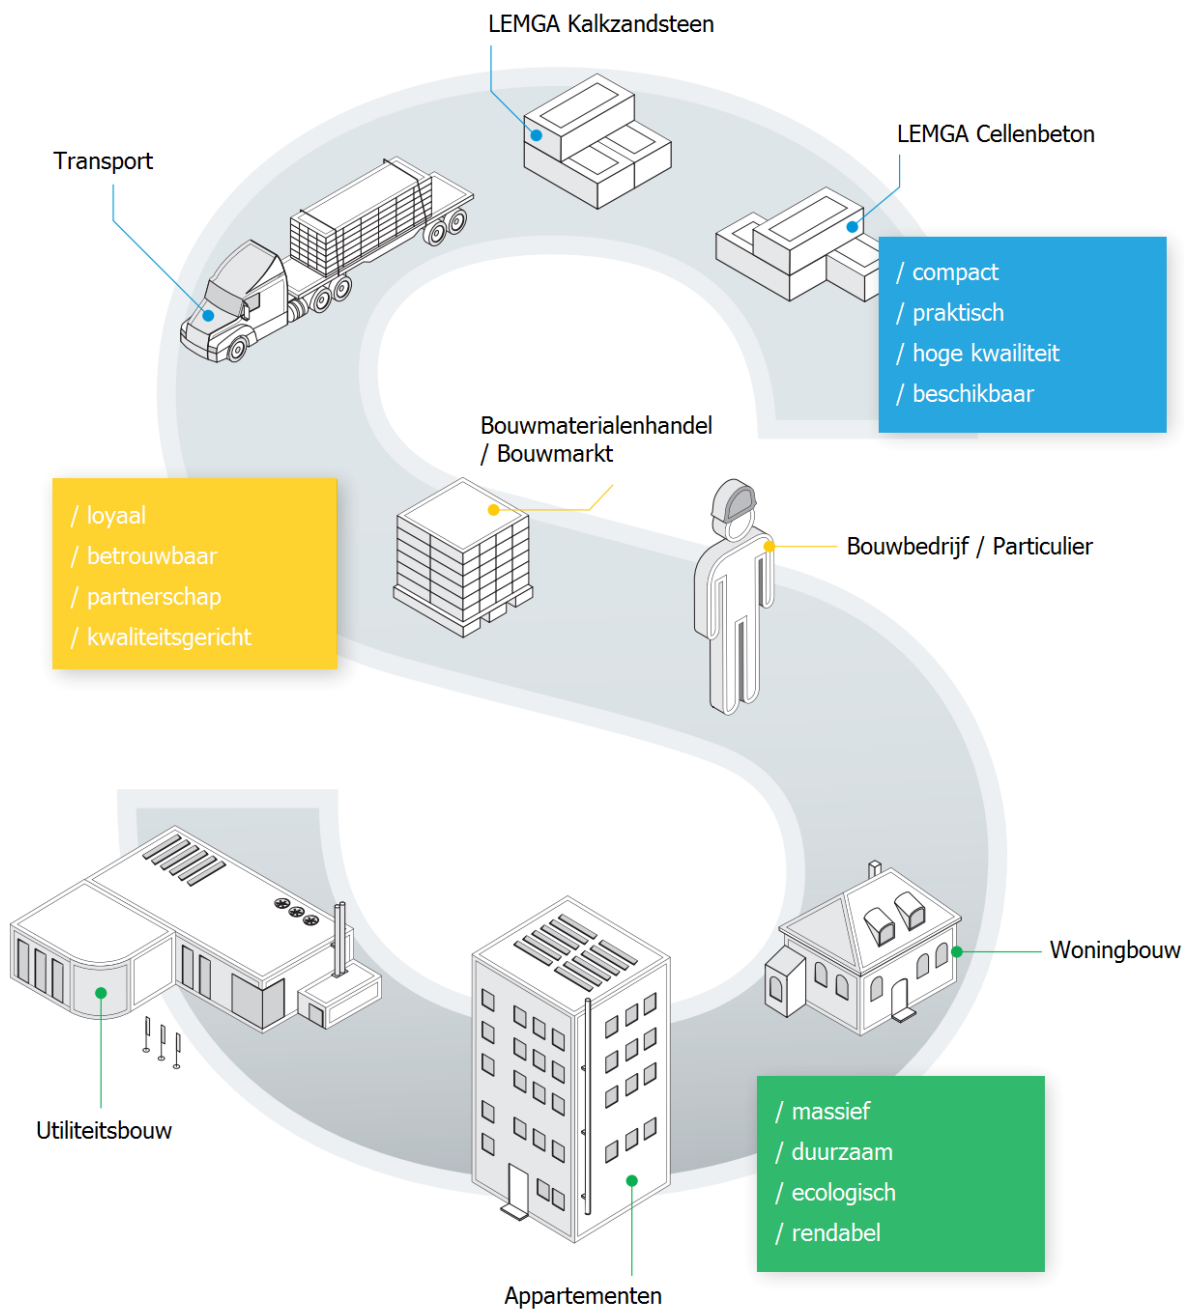 LEMGA Kalkzandsteen
LEMGA Cellenbeton
Transport
/ compact
/ praktisch
/ hoge kwailiteit
/ beschikbaar
Bouwmaterialenhandel
/ Bouwmarkt
/ loyaal
/ betrouwbaar
/ partnerschap
/ kwaliteitsgericht
Bouwbedrijf / Particulier
Woningbouw
Utiliteitsbouw
/ massief
/ duurzaam
/ ecologisch
/ rendabel
Appartementen